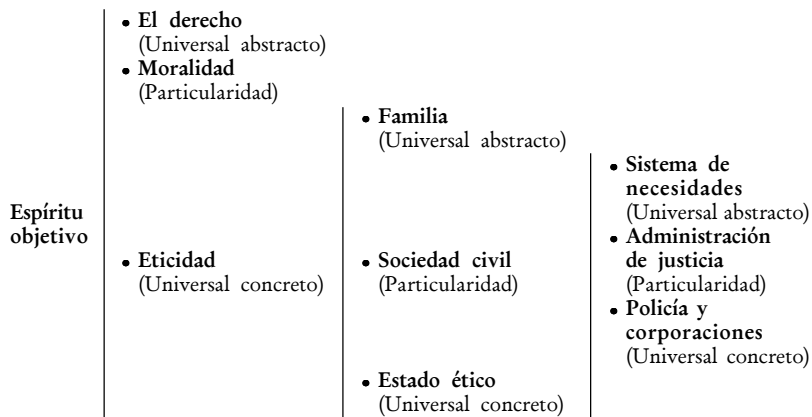 Espíritu
objetivo
• El derecho
(Universal abstracto)
• Moralidad
(Particularidad)
• Eticidad
(Universal concreto)
• Familia
(Universal abstracto)
• Sociedad civil
(Particularidad)
• Estado ético
(Universal concreto)
• Sistema de
necesidades
(Universal abstracto)
• Administración
de justicia
(Particularidad)
• Policía y
corporaciones
(Universal concreto)